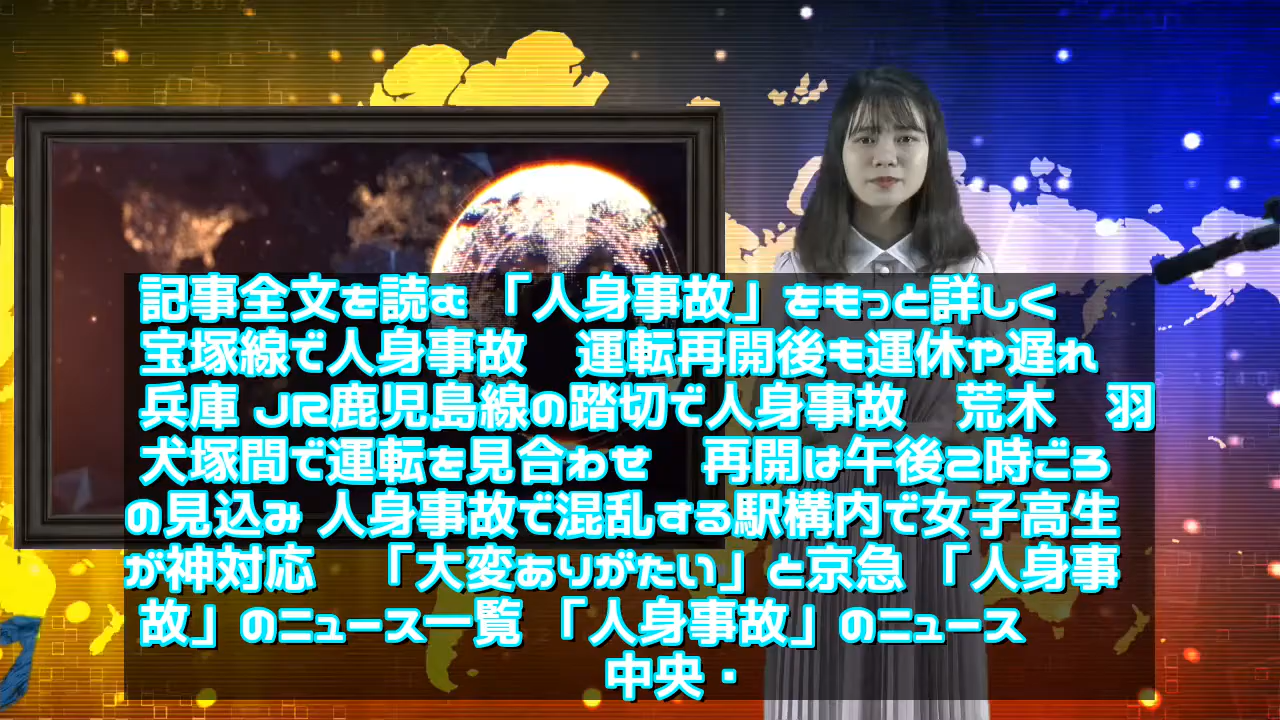 記事全文を読む 「人身事故」をもっと詳しく
宝塚線で人身事故　運転再開後も運休や遅れ
兵庫 JR鹿児島線の踏切で人身事故　荒木　羽
犬塚間で運転を見合わせ　再開は午後2時ごろ
の見込み 人身事故で混乱する駅構内で女子高生
が神対応　「大変ありがたい」と京急 「人身事
故」のニュース一覧 「人身事故」のニュース
中央・